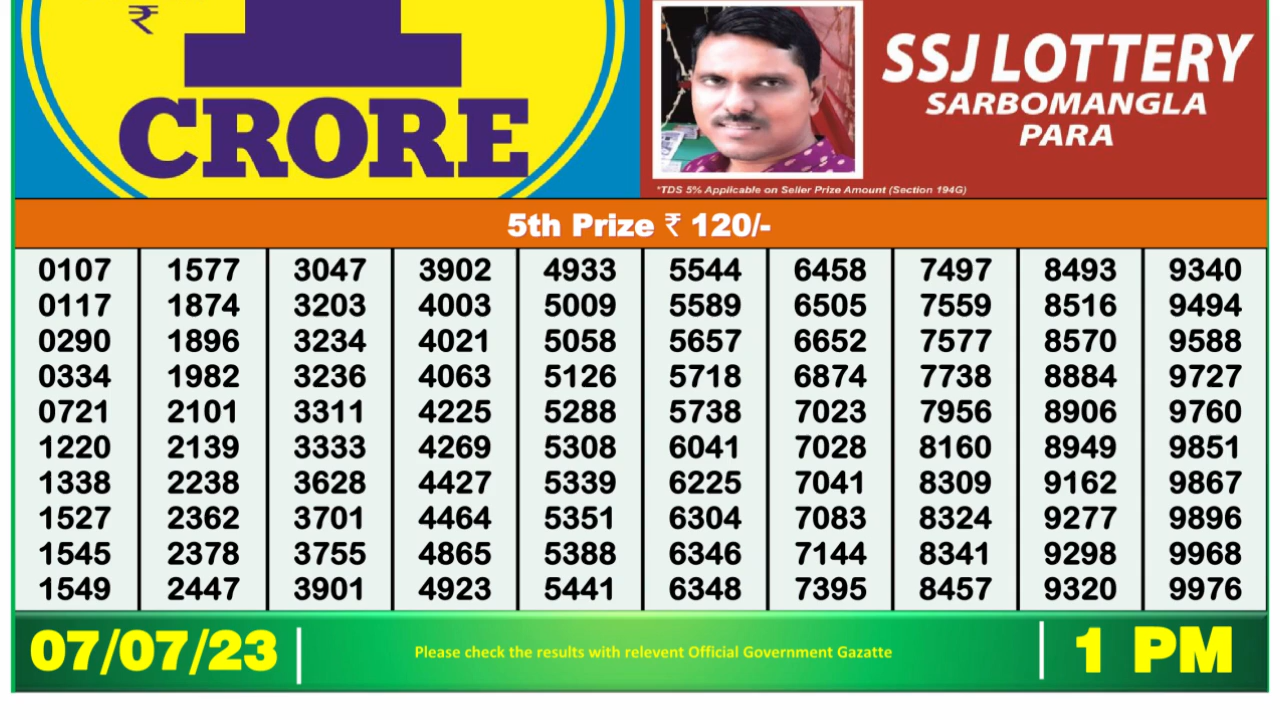 ₹ 1
CRORE
SSJ LOTTERY
SARBOMANGLA
PARA
*TDS 5% Applicable on Seller Prize Amount (Section 194G)
5th Prize ₹ 120/-
0107 1577 3047 3902 4933 5544 6458 7497 8493 9340
0117 1874 3203 4003 5009 5589 6505 7559 8516 9494
0290 1896 3234 4021 5058 5657 6652 7577 8570 9588
0334 1982 3236 4063 5126 5718 6874 7738 8884 9727
0721 2101 3311 4225 5288 5738 7023 7956 8906 9760
1220 2139 3333 4269 5308 6041 7028 8160 8949 9851
1338 2238 3628 4427 5339 6225 7041 8309 9162 9867
1527 2362 3701 4464 5351 6304 7083 8324 9277 9896
1545 2378 3755 4865 5388 6346 7144 8341 9298 9968
1549 2447 3901 4923 5441 6348 7395 8457 9320 9976
07/07/23 Please check the results with relevent Official Government Gazatte 1 PM